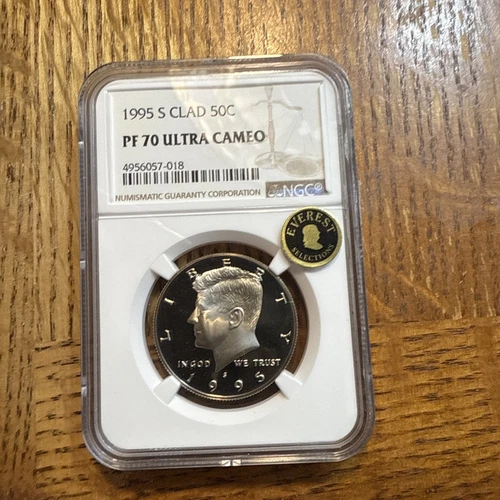 1995 S CLAD 50C
PF 70 ULTRA CAMEO
4956057-018
NUMISMATIC GUARANTY CORPORATION
NGC®
EVEREST
SELECTIONS
LIBERTY
IN GOD WE TRUST
S
1995